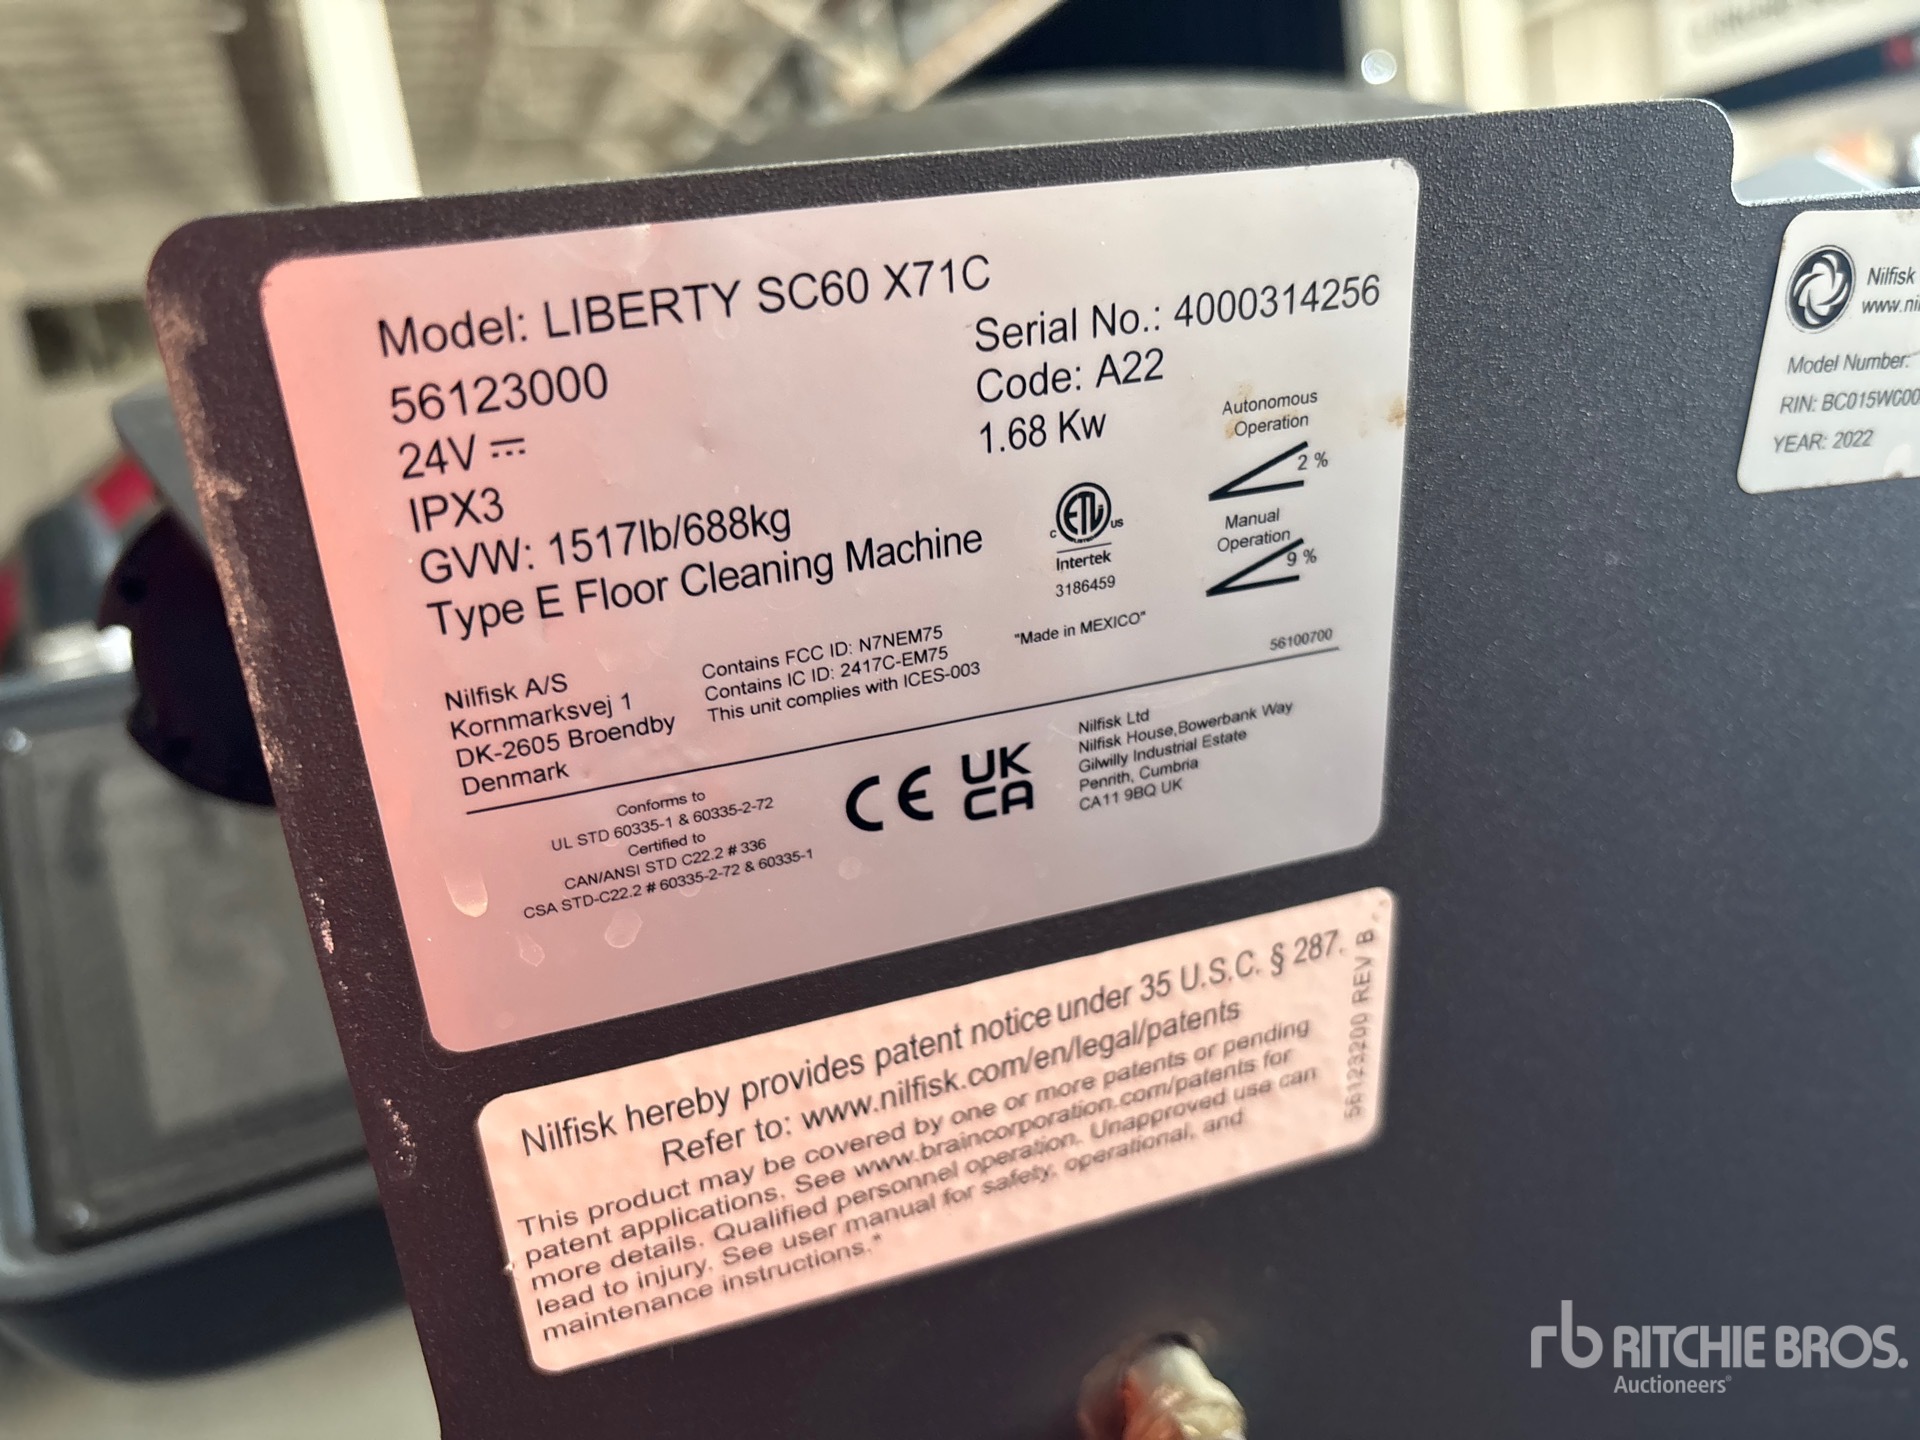 Model: LIBERTY SC60 X71C
56123000
24V
IPX3
GVW: 1517lb/688kg
Type E Floor Cleaning Machine
Serial No.: 4000314256
Code: A22
1.68 Kw
Autonomous
Operation
2 %
Manual
Operation
9 %
ETL
C US
Intertek
3186459
"Made in MEXICO"
56100700
Nilfisk A/S
Kornmarksvej 1
DK-2605 Broendby
Denmark
Contains FCC ID: N7NEM75
Contains IC ID: 2417C-EM75
This unit complies with ICES-003
Conforms to
UL STD 60335-1 & 60335-2-72
Certified to
CAN/ANSI STD C22.2 # 336
CSA STD-C22.2 # 60335-2-72 & 60335-1
CE
UK
CA
Nilfisk Ltd
Nilfisk House,Bowerbank Way
Gilwilly Industrial Estate
Penrith, Cumbria
CA11 9BQ UK
Nilfisk hereby provides patent notice under 35 U.S.C. § 287.
Refer to: www.nilfisk.com/en/legal/patents
This product may be covered by one or more patents or pending
patent applications. See www.braincorporation.com/patents for
more details. Qualified personnel operation. Unapproved use can
lead to injury. See user manual for safety, operational, and
maintenance instructions."
56123200 REV B
Nilfisk
www.ni
Model Number:
RIN: BC015WC00
YEAR: 2022
rb RITCHIE BROS.
Auctioneers